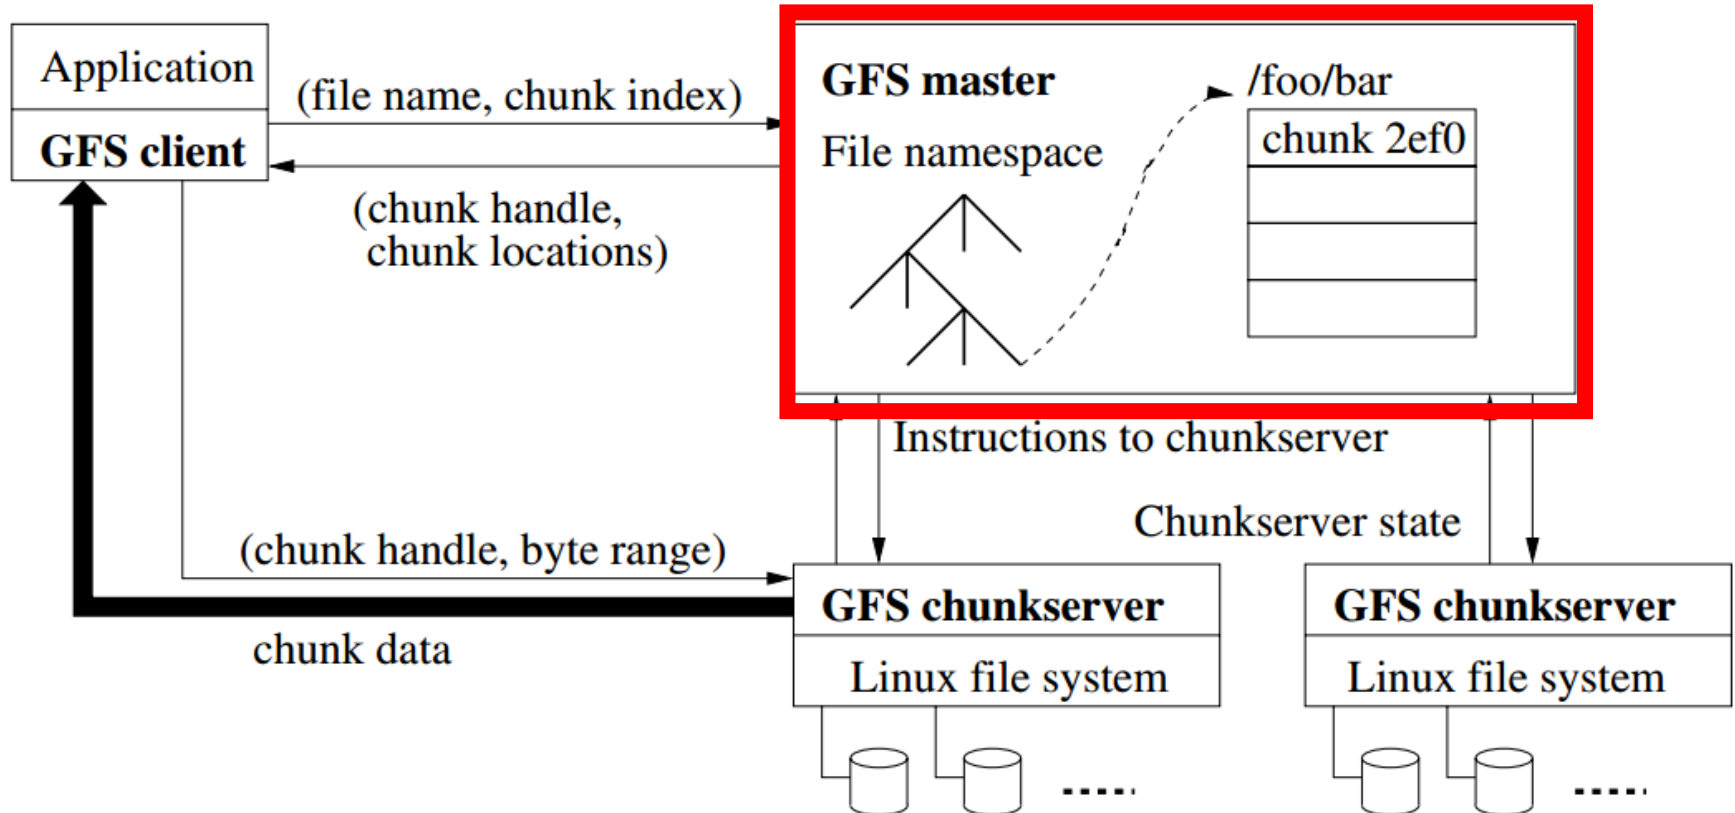 Application
GFS client
(file name, chunk index)
(chunk handle,
chunk locations)
GFS master
File namespace
/foo/bar
chunk 2ef0
Instructions to chunkserver
Chunkserver state
(chunk handle, byte range)
chunk data
GFS chunkserver
Linux file system
GFS chunkserver
Linux file system